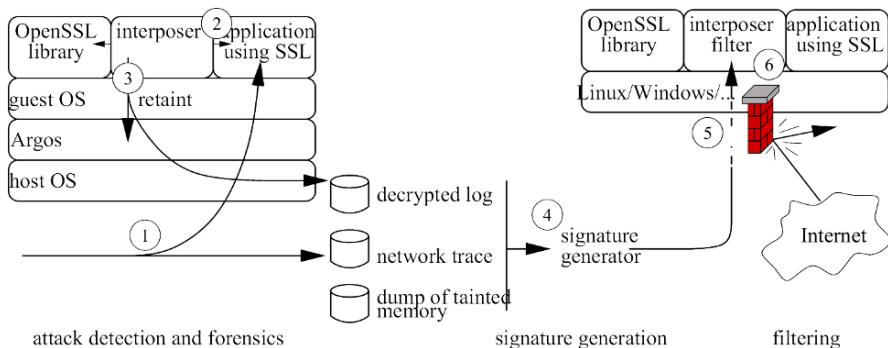 OpenSSL
library
interposer
2
application
using SSL
3
guest OS
retaint
Argos
host OS
1
decrypted log
network trace
dump of tainted
memory
4
signature
generator
OpenSSL
library
interposer
filter
application
using SSL
6
Linux/Windows/...
5
Internet
attack detection and forensics
signature generation
filtering